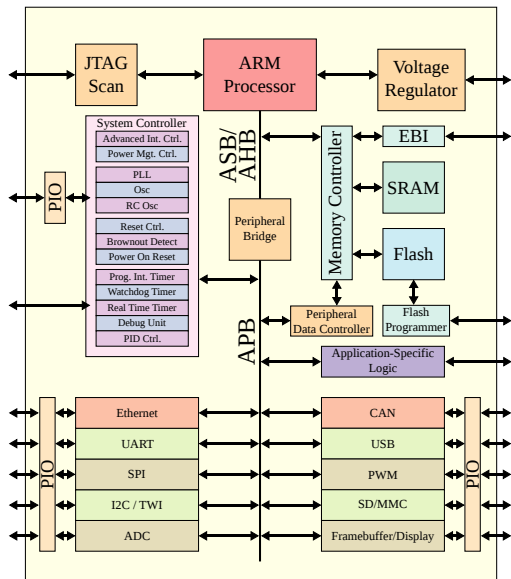 JTAG
Scan
ARM
Processor
Voltage
Regulator
System Controller
Advanced Int. Ctrl.
Power Mgt. Ctrl.
PLL
Osc
RC Osc
Reset Ctrl.
Brownout Detect
Power On Reset
Prog. Int. Timer
Watchdog Timer
Real Time Timer
Debug Unit
PID Ctrl.
PIO
ASB/
AHB
Peripheral
Bridge
APB
Memory Controller
EBI
SRAM
Flash
Peripheral
Data Controller
Flash
Programmer
Application-Specific
Logic
PIO
Ethernet
UART
SPI
I2C / TWI
ADC
CAN
USB
PWM
SD/MMC
Framebuffer/Display
PIO